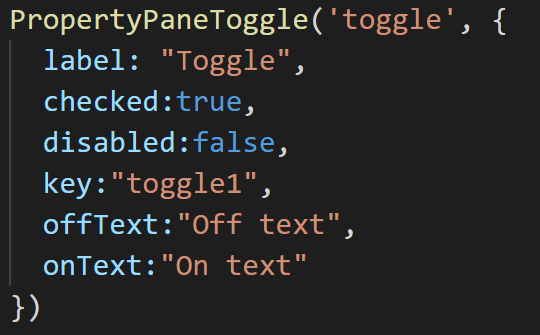 PropertyPaneToggle('toggle', {
  label: "Toggle",
  checked:true,
  disabled:false,
  key:"toggle1",
  offText:"Off text",
  onText:"On text"
})